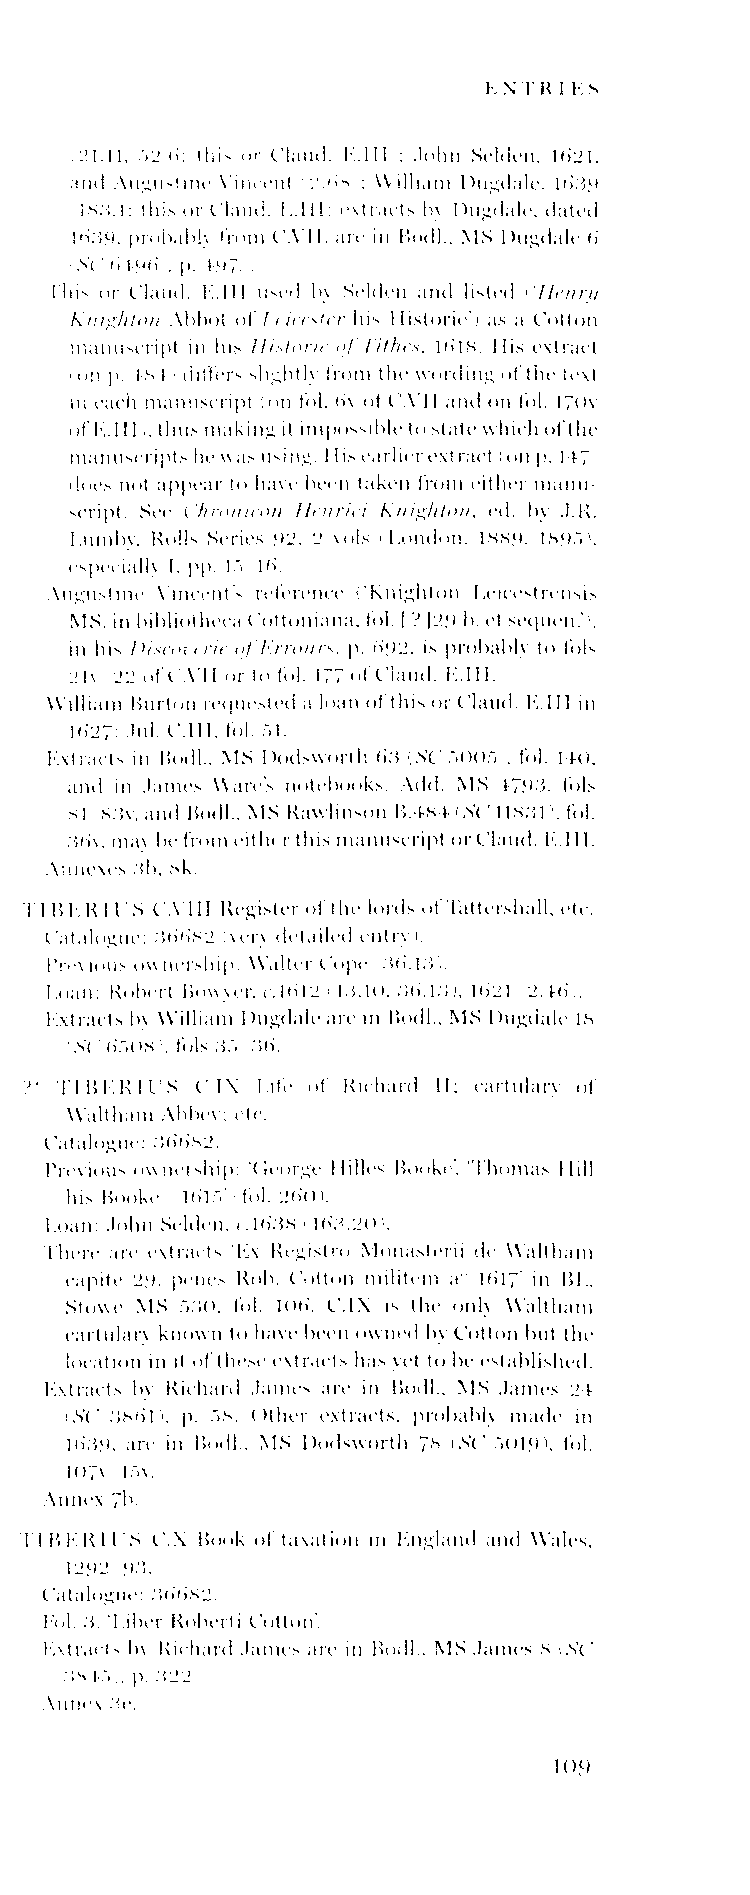 ENTRIES
21.11, 52.6: this or Claud. E.III); John Selden, 1621,
and Augustine Vincent (2.68); William Dugdale, 1639
(183.1: this or Claud. E.III; extracts by Dugdale, dated
1639, probably from C.VII, are in Bodl., MS Dugdale 6
(SC 6496), p. 497.
This or Claud. E.III used by Selden and listed ('Henry
Knighton Abbot of Leicester his Historie') as a Cotton
manuscript in his Historie of Tithes, 1618. His extract
(on p. 484) differs slightly from the wording of the text
in each manuscript (on fol. 6v of C.VII and on fol. 170v
of E.III), thus making it impossible to state which of the
manuscripts he was using. His earlier extract (on p. 147)
does not appear to have been taken from either manu-
script. See Chronicon Henrici Knighton, ed. by J.R.
Lumby, Rolls Series 92, 2 vols (London, 1889, 1895),
especially I, pp. 15–16.
Augustine Vincent's reference ('Knighton Leicestrensis
MS. in bibliotheca Cottoniana, fol. [?]29 b. et sequen.'),
in his Discoverie of Errours, p. 692, is probably to fols
21v–22 of C.VII or to fol. 177 of Claud. E.III.
William Burton requested a loan of this or Claud. E.III in
1627: Jul. C.III, fol. 51.
Extracts in Bodl., MS Dodsworth 63 (SC 5005), fol. 140,
and in James Ware's notebooks, Add. MS 4793, fols
81–83v, and Bodl., MS Rawlinson B.484 (SC 11831), fol.
36v, may be from either this manuscript or Claud. E.III.
Annexes 3b, 8k.
TIBERIUS C.VIII Register of the lords of Tattershall, etc.
Catalogue: 36682 (very detailed entry).
Previous ownership: Walter Cope (36.13).
Loan: Robert Bowyer, c.1612 (13.10, 36.13), 1621 (2.46).
Extracts by William Dugdale are in Bodl., MS Dugdale 18
(SC 6508), fols 35–36.
?* TIBERIUS C.IX Life of Richard II; cartulary of
Waltham Abbey; etc.
Catalogue: 36682.
Previous ownership: 'George Hilles Booke', 'Thomas Hill
his Booke – 1615' (fol. 260).
Loan: John Selden, c.1638 (163.20).
There are extracts 'Ex Registro Monasterii de Waltham
capite 29, penes Rob. Cotton militem aº 1617' in BL,
Stowe MS 530, fol. 106. C.IX is the only Waltham
cartulary known to have been owned by Cotton but the
location in it of these extracts has yet to be established.
Extracts by Richard James are in Bodl., MS James 24
(SC 3861), p. 58. Other extracts, probably made in
1639, are in Bodl., MS Dodsworth 78 (SC 5019), fol.
107v–15v.
Annex 7b.
TIBERIUS C.X Book of taxation in England and Wales,
1292–93.
Catalogue: 36682.
Fol. 3, 'Liber Roberti Cotton'.
Extracts by Richard James are in Bodl., MS James 8 (SC
3845), p. 322
Annex 3e.
109